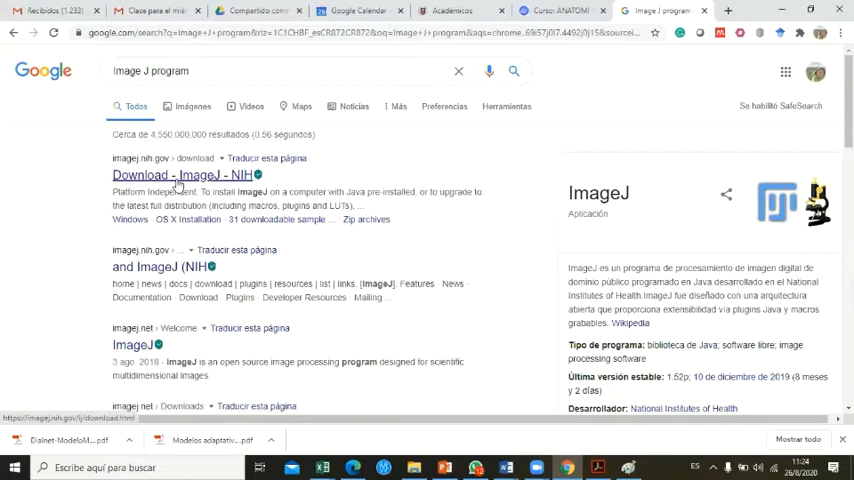 Recibidos (1.233)
Clase para el mié
Compartido con
Google Calendar -
Académicos
Curso: ANATOMI
Image J program
google.com/search?q=Image+J+program&rlz=1C1CHBF_esCR872CR872&oq=Image+J+program&aqs=chrome..69i57j0l7.4492j0j15&sourcei
Google
Image J program
Todos
Imágenes
Videos
Maps
Noticias
Más
Preferencias
Herramientas
Se habilitó SafeSearch
Cerca de 4,550,000,000 resultados (0.56 segundos)
imagej.nih.gov › download
Traducir esta página
Download - ImageJ - NIH
Platform Independent. To install ImageJ on a computer with Java pre-installed, or to upgrade to
the latest full distribution (including macros, plugins and LUTs), ...
Windows · OS X Installation · 31 downloadable sample ... · Zip archives
imagej.nih.gov › ...
Traducir esta página
and ImageJ (NIH
home | news | docs | download | plugins | resources | list | links. [ImageJ]. Features · News ·
Documentation · Download · Plugins · Developer Resources · Mailing ...
imagej.net › Welcome
Traducir esta página
ImageJ
3 ago. 2018 - ImageJ is an open source image processing program designed for scientific
multidimensional images.
imagej.net › Downloads
Traducir esta página
ImageJ
Aplicación
ImageJ es un programa de procesamiento de imagen digital de
dominio público programado en Java desarrollado en el National
Institutes of Health.ImageJ fue diseñado con una arquitectura
abierta que proporciona extensibilidad vía plugins Java y macros
grabables. Wikipedia
Tipo de programa: biblioteca de Java; software libre; image
processing software
Última versión estable: 1.52p; 10 de diciembre de 2019 (8 meses
y 2 días)
Desarrollador: National Institutes of Health
https://imagej.nih.gov/ij/download.html
Dialnet-ModeloM....pdf
Modelos adaptativ....pdf
Mostrar todo
Escribe aquí para buscar
ES
11:24
26/8/2020